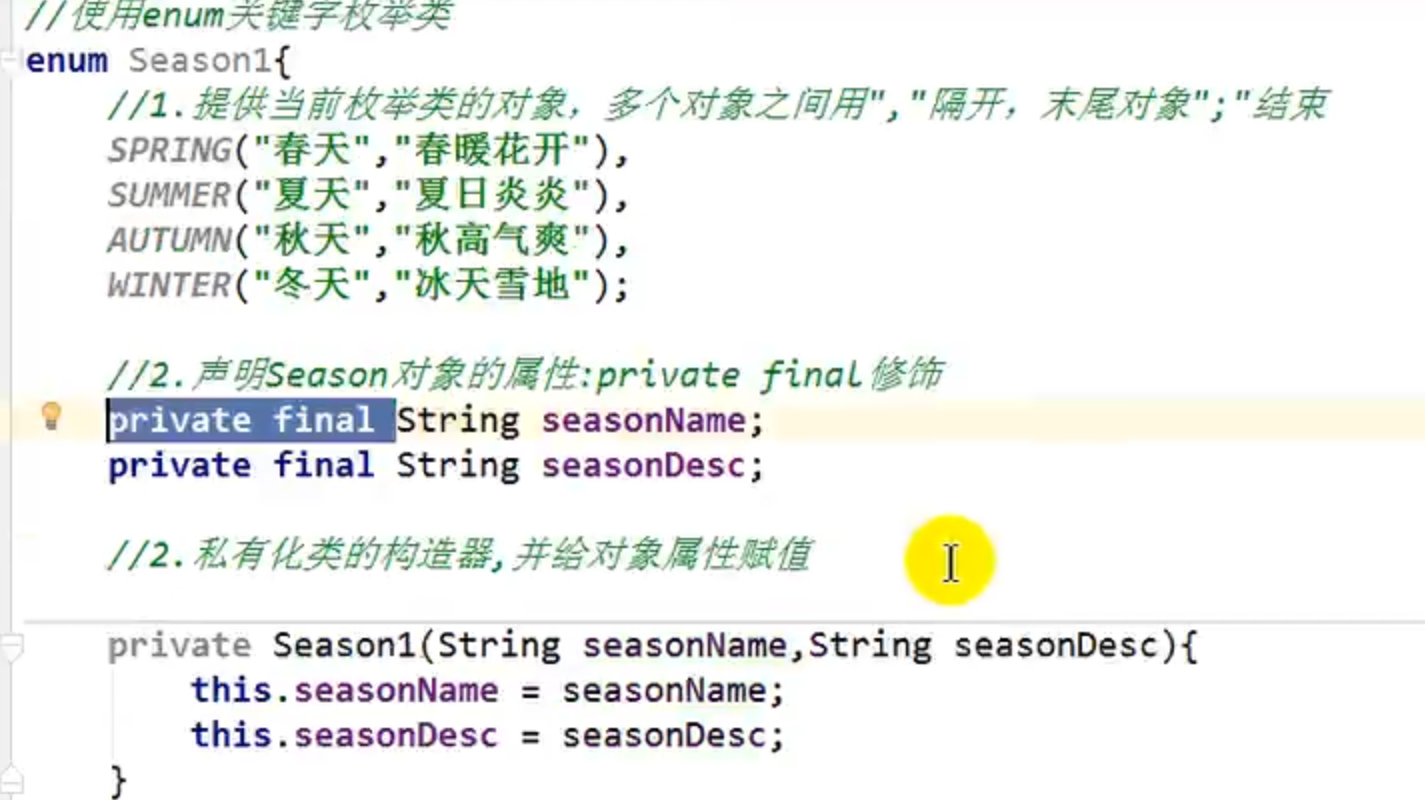 //使用enum关键字枚举类
enum Season1{
//1.提供当前枚举类的对象，多个对象之间用","隔开，末尾对象";"结束
SPRING("春天","春暖花开"),
SUMMER("夏天","夏日炎炎"),
AUTUMN("秋天","秋高气爽"),
WINTER("冬天","冰天雪地");
//2.声明Season对象的属性:private final修饰
private final String seasonName;
private final String seasonDesc;
//2.私有化类的构造器,并给对象属性赋值
private Season1(String seasonName,String seasonDesc){
this.seasonName = seasonName;
this.seasonDesc = seasonDesc;
}